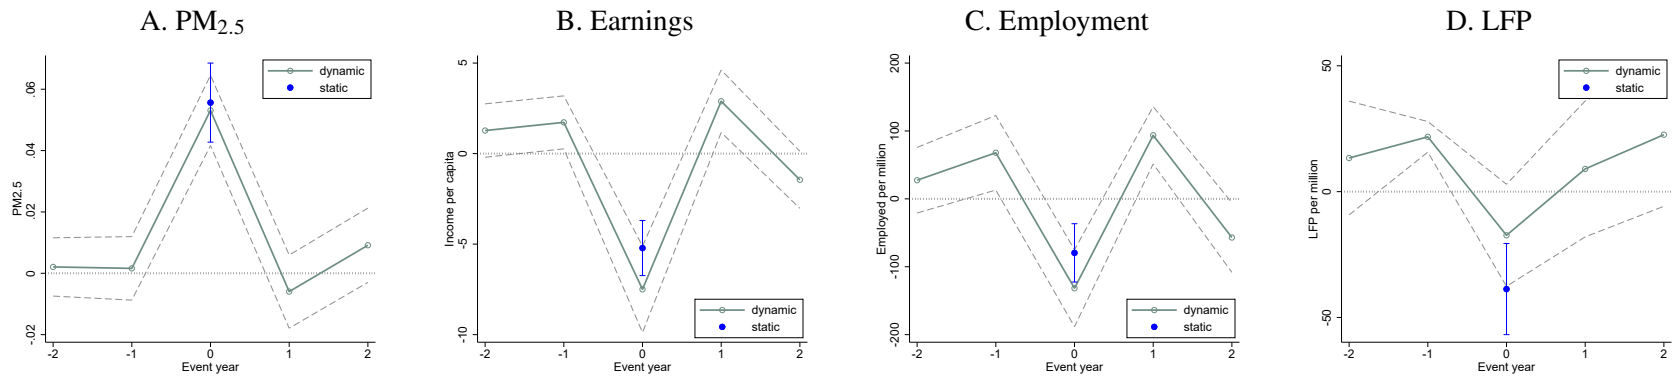 A. PM2.5
dynamic
static
.06
.04
.02
0
-.02
PM2.5
-2 -1 0 1 2
Event year
B. Earnings
5
0
-5
-10
Income per capita
dynamic
static
-2 -1 0 1 2
Event year
C. Employment
200
100
0
-100
-200
Employed per million
dynamic
static
-2 -1 0 1 2
Event year
D. LFP
dynamic
static
50
0
-50
LFP per million
-2 -1 0 1 2
Event year